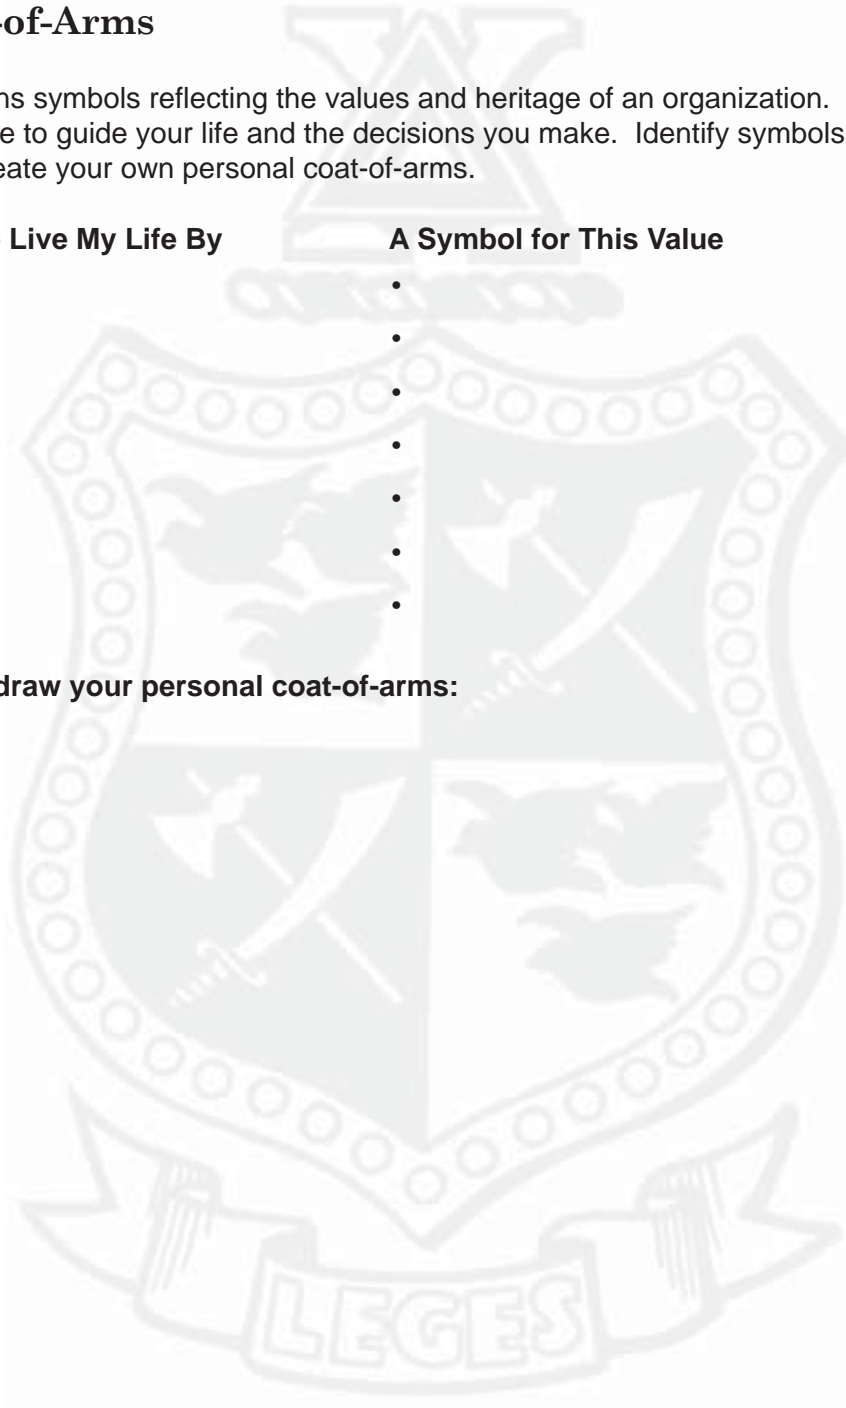 -of-Arms
ns symbols reflecting the values and heritage of an organization.
e to guide your life and the decisions you make. Identify symbols
eate your own personal coat-of-arms.
Live My Life By A Symbol for This Value
•
•
•
•
•
•
•
draw your personal coat-of-arms:
LEGES